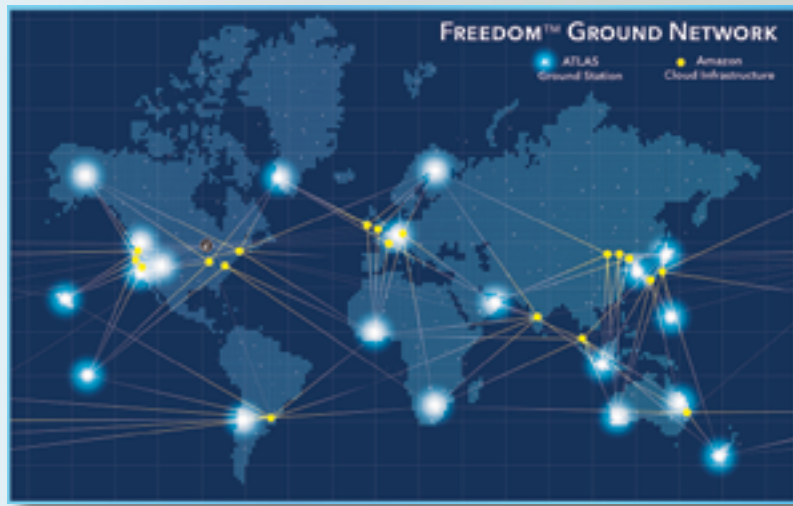 FREEDOM™ GROUND NETWORK
ATLAS
Ground Station
Amazon
Cloud Infrastructure